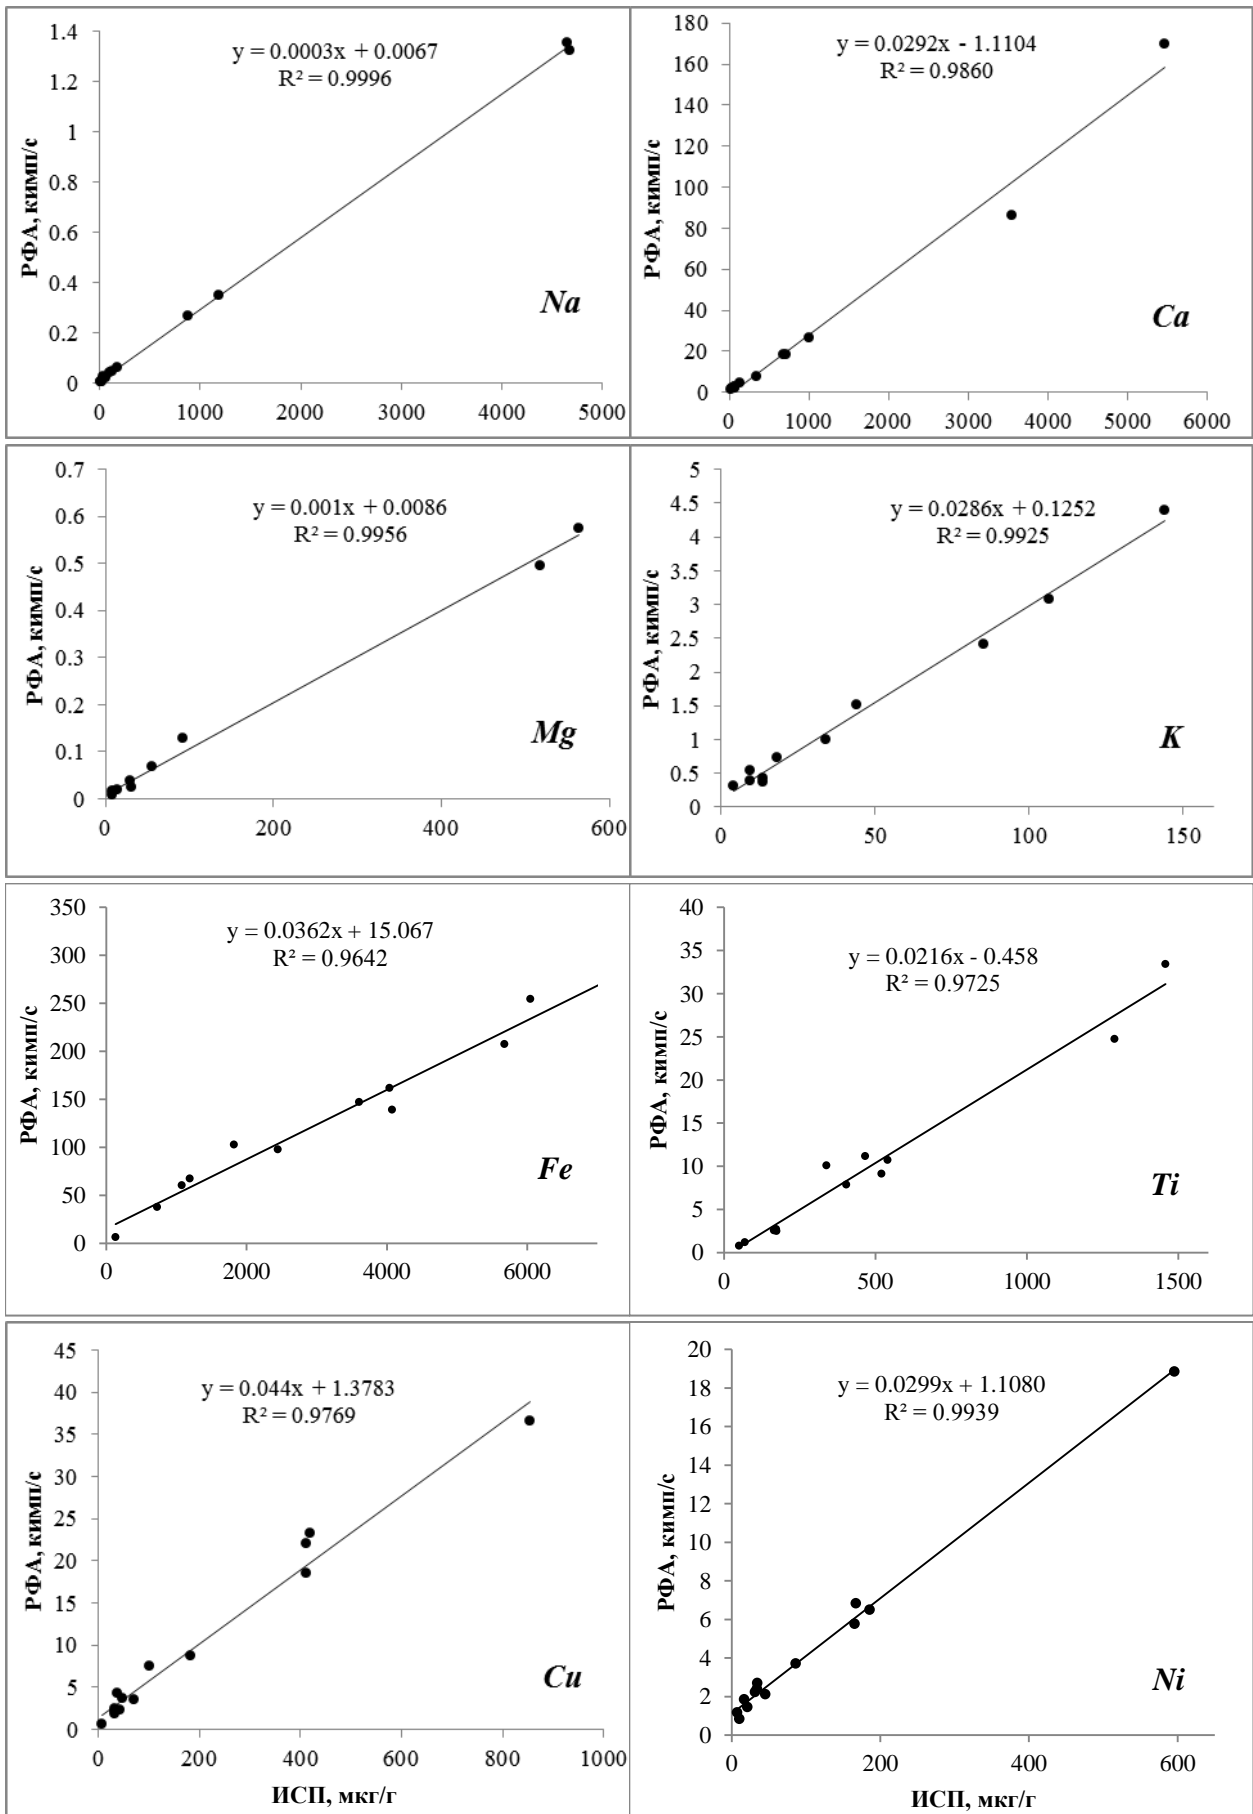 y = 0.0003x + 0.0067
R² = 0.9996
РФА, кимп/с
1.4
1.2
1
0.8
0.6
0.4
0.2
0
0 1000 2000 3000 4000 5000
Na
y = 0.0292x - 1.1104
R² = 0.9860
РФА, кимп/с
180
160
140
120
100
80
60
40
20
0
0 1000 2000 3000 4000 5000 6000
Ca
y = 0.001x + 0.0086
R² = 0.9956
РФА, кимп/с
0.7
0.6
0.5
0.4
0.3
0.2
0.1
0
0 200 400 600
Mg
y = 0.0286x + 0.1252
R² = 0.9925
РФА, кимп/с
5
4.5
4
3.5
3
2.5
2
1.5
1
0.5
0
0 50 100 150
K
y = 0.0362x + 15.067
R² = 0.9642
РФА, кимп/с
350
300
250
200
150
100
50
0
0 2000 4000 6000
Fe
y = 0.0216x - 0.458
R² = 0.9725
РФА, кимп/с
40
35
30
25
20
15
10
5
0
0 500 1000 1500
Ti
y = 0.044x + 1.3783
R² = 0.9769
РФА, кимп/с
45
40
35
30
25
20
15
10
5
0
0 200 400 600 800 1000
Cu
ИСП, мкг/г
y = 0.0299x + 1.1080
R² = 0.9939
РФА, кимп/с
20
18
16
14
12
10
8
6
4
2
0
0 200 400 600
Ni
ИСП, мкг/г